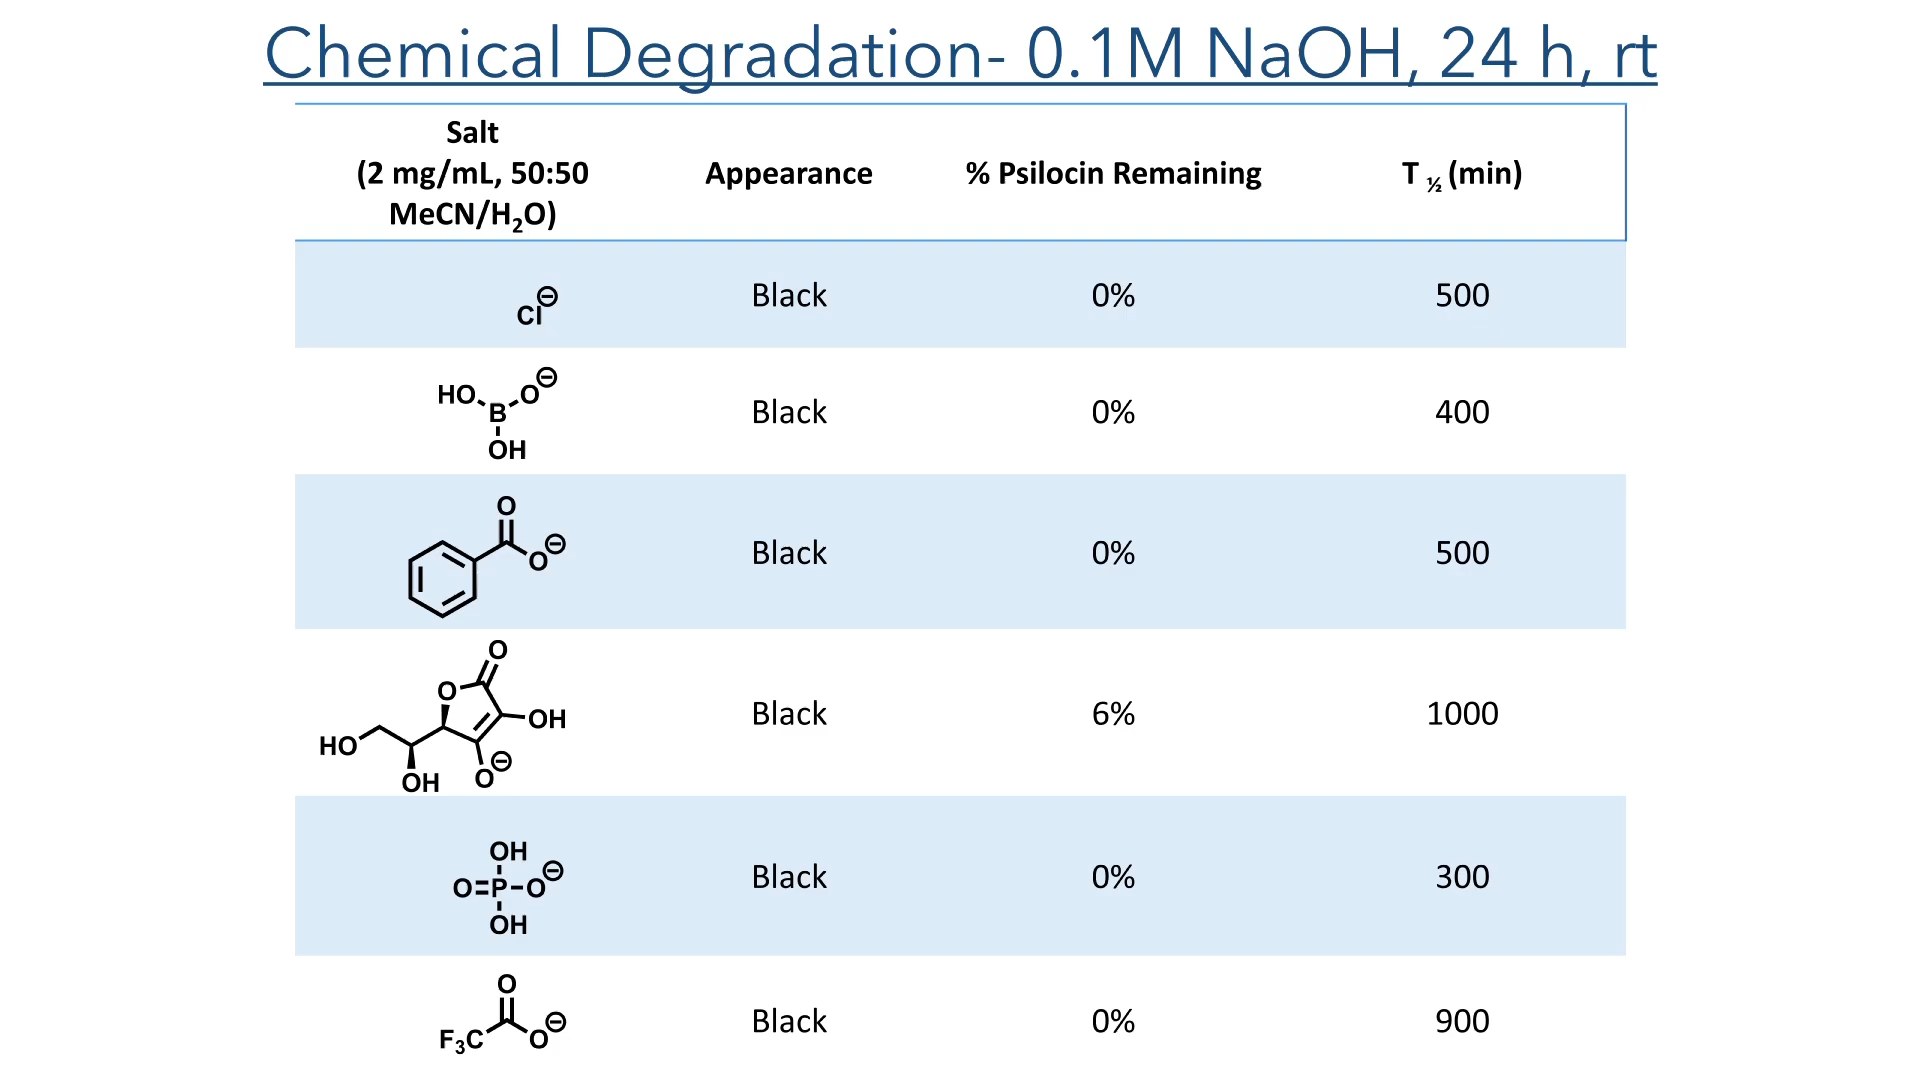 Chemical Degradation- 0.1M NaOH, 24 h, rt
Salt
(2 mg/mL, 50:50
MeCN/H₂O)
Appearance
% Psilocin Remaining
T ½ (min)
Cl⊖
Black
0%
500
HO
O⊖
B
OH
Black
0%
400
O
O⊖
Black
0%
500
O
O
OH
HO
OH
O⊖
Black
6%
1000
OH
O=P-O⊖
OH
Black
0%
300
O
F₃C
O⊖
Black
0%
900